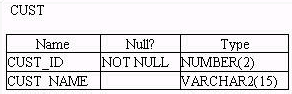 CUST
Name Null? Type
CUST_ID NOT NULL NUMBER(2)
CUST_NAME VARCHAR2(15)